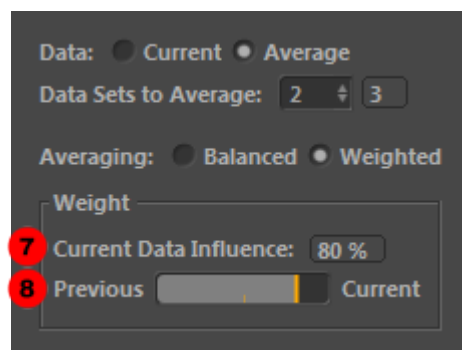 Data: Current Average
Data Sets to Average: 2 3
Averaging: Balanced Weighted
Weight
7 Current Data Influence: 80 %
8 Previous Current